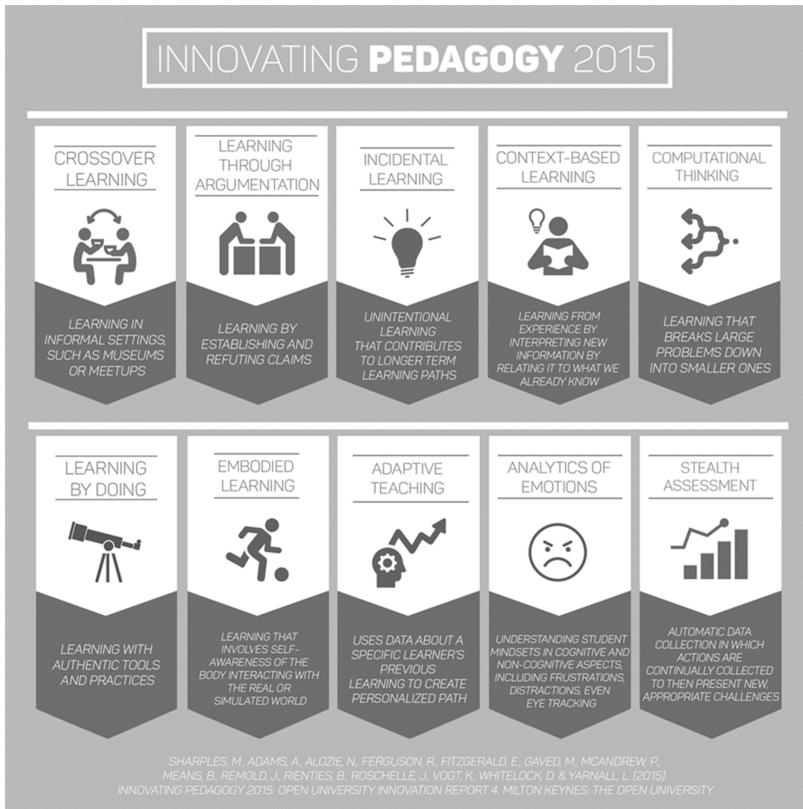 INNOVATING PEDAGOGY 2015
CROSSOVER
LEARNING
LEARNING IN
INFORMAL SETTINGS,
SUCH AS MUSEUMS
OR MEETUPS
LEARNING
THROUGH
ARGUMENTATION
LEARNING BY
ESTABLISHING AND
REFUTING CLAIMS
INCIDENTAL
LEARNING
UNINTENTIONAL
LEARNING
THAT CONTRIBUTES
TO LONGER TERM
LEARNING PATHS
CONTEXT-BASED
LEARNING
LEARNING FROM
EXPERIENCE BY
INTERPRETING NEW
INFORMATION BY
RELATING IT TO WHAT WE
ALREADY KNOW
COMPUTATIONAL
THINKING
LEARNING THAT
BREAKS LARGE
PROBLEMS DOWN
INTO SMALLER ONES
LEARNING
BY DOING
LEARNING WITH
AUTHENTIC TOOLS
AND PRACTICES
EMBODIED
LEARNING
LEARNING THAT
INVOLVES SELF-
AWARENESS OF THE
BODY INTERACTING WITH
THE REAL OR
SIMULATED WORLD
ADAPTIVE
TEACHING
USES DATA ABOUT A
SPECIFIC LEARNER'S
PREVIOUS
LEARNING TO CREATE
PERSONALIZED PATH
ANALYTICS OF
EMOTIONS
UNDERSTANDING STUDENT
MINDSETS IN COGNITIVE AND
NON-COGNITIVE ASPECTS,
INCLUDING FRUSTRATIONS,
DISTRACTIONS, EVEN
EYE TRACKING
STEALTH
ASSESSMENT
AUTOMATIC DATA
COLLECTION IN WHICH
ACTIONS ARE
CONTINUALLY COLLECTED
TO THEN PRESENT NEW,
APPROPRIATE CHALLENGES
SHARPLES, M., ADAMS, A., ALOZIE, N., FERGUSON, R., FITZGERALD, E., GAVED, M., MCANDREW, P.,
MEANS, B., REMOLD, J., RIENTIES, B., ROSCHELLE, J., VOGT, K., WHITELOCK, D. & YARNALL, L. (2015).
INNOVATING PEDAGOGY 2015: OPEN UNIVERSITY INNOVATION REPORT 4. MILTON KEYNES: THE OPEN UNIVERSITY.